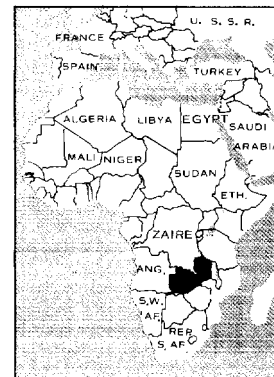 U. S. S. R.
FRANCE
SPAIN
TURKEY
ALGERIA
LIBYA
EGYPT
SAUDI
ARABIA
MALI
NIGER
SUDAN
ETH.
ZAIRE
ANG.
S.W.
AF.
REP.
S. AF.